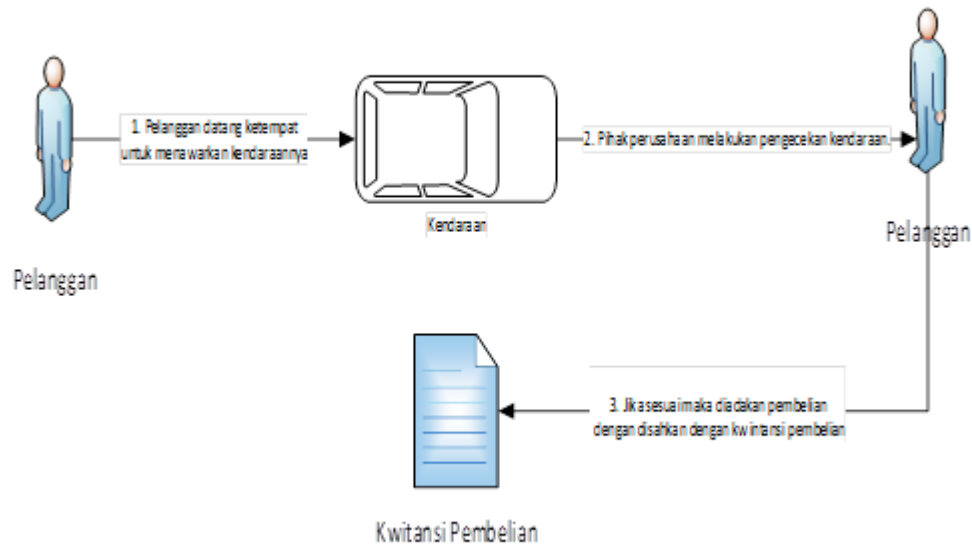 1. Pelanggan datang ketempat
untuk menawarkan kendaraannya
2. Pihak perusahaan melakukan pengecekan kendaraan.
Kendaraan
Pelanggan
Pelanggan
3. Jika sesuai maka diadakan pembelian
dengan disahkan dengan kwintansi pembelian
Kwitansi Pembelian